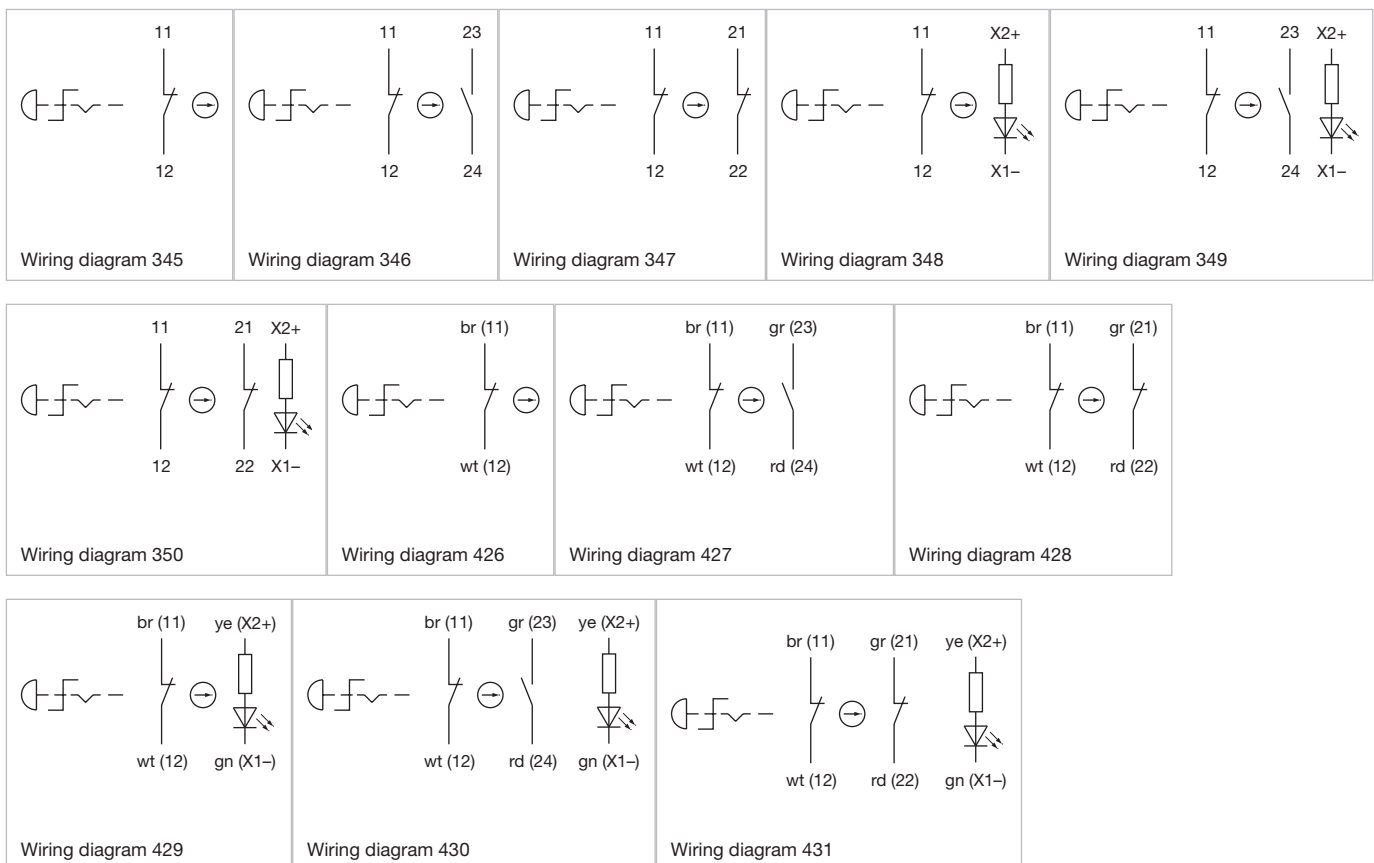 11 11 23 11 21 11 X2+ 11 23 X2+
12 12 24 12 22 12 X1– 12 24 X1–
Wiring diagram 345 Wiring diagram 346 Wiring diagram 347 Wiring diagram 348 Wiring diagram 349
11 21 X2+ br (11) br (11) gr (23) br (11) gr (21)
12 22 X1– wt (12) wt (12) rd (24) wt (12) rd (22)
Wiring diagram 350 Wiring diagram 426 Wiring diagram 427 Wiring diagram 428
br (11) ye (X2+) br (11) gr (23) ye (X2+)
br (11) gr (21) ye (X2+)
wt (12) gn (X1–) wt (12) rd (24) gn (X1–)
wt (12) rd (22) gn (X1–)
Wiring diagram 429 Wiring diagram 430 Wiring diagram 431